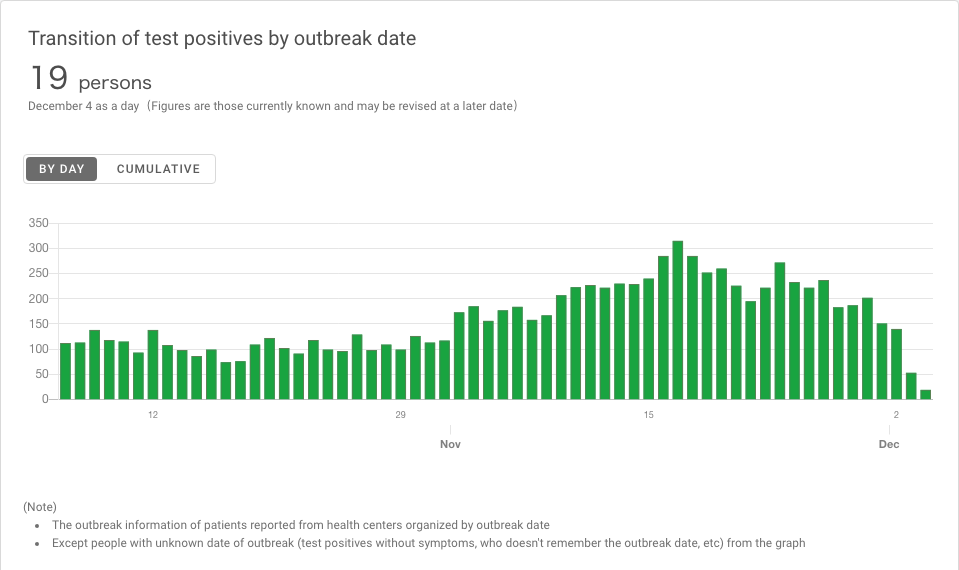 Transition of test positives by outbreak date
19 persons
December 4 as a day（Figures are those currently known and may be revised at a later date）
BY DAY CUMULATIVE
350
300
250
200
150
100
50
0
12 29 15 2
Nov Dec
(Note)
• The outbreak information of patients reported from health centers organized by outbreak date
• Except people with unknown date of outbreak (test positives without symptoms, who doesn't remember the outbreak date, etc) from the graph